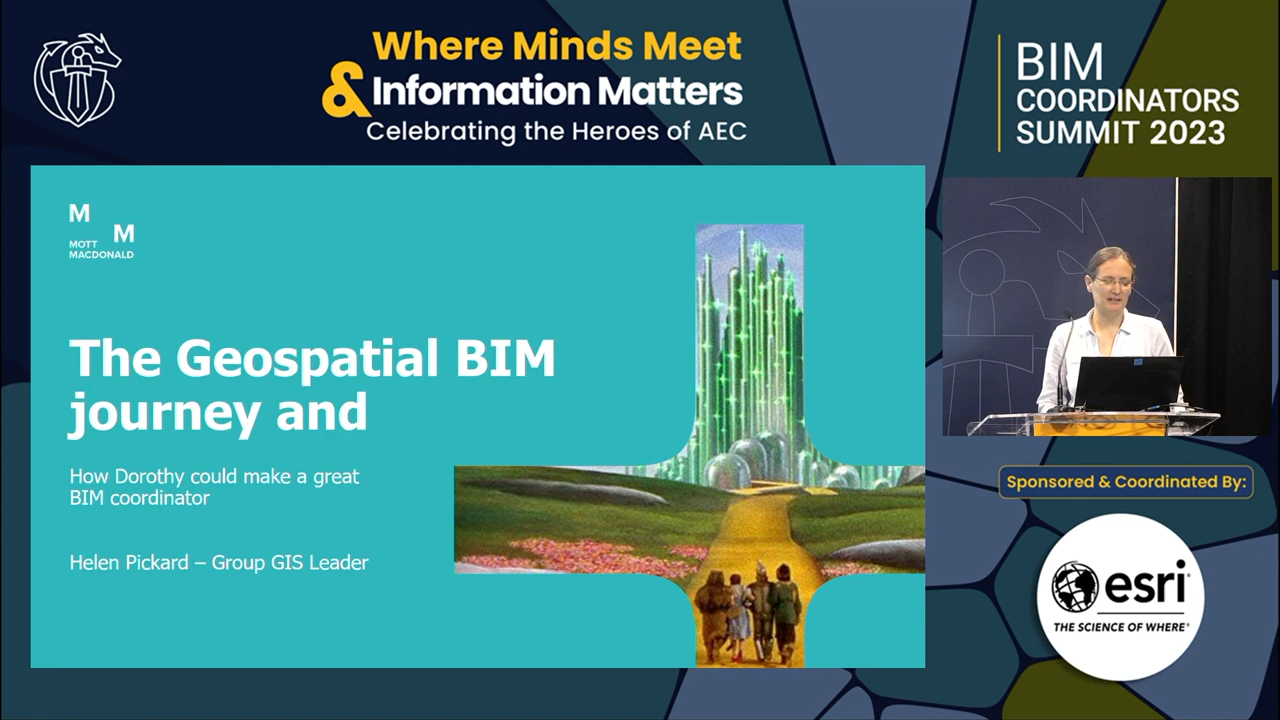 Where Minds Meet
& Information Matters
Celebrating the Heroes of AEC
BIM
COORDINATORS
SUMMIT 2023
M
M
MOTT
MACDONALD
The Geospatial BIM
journey and
How Dorothy could make a great
BIM coordinator
Helen Pickard – Group GIS Leader
Sponsored & Coordinated By:
esri
THE SCIENCE OF WHERE®